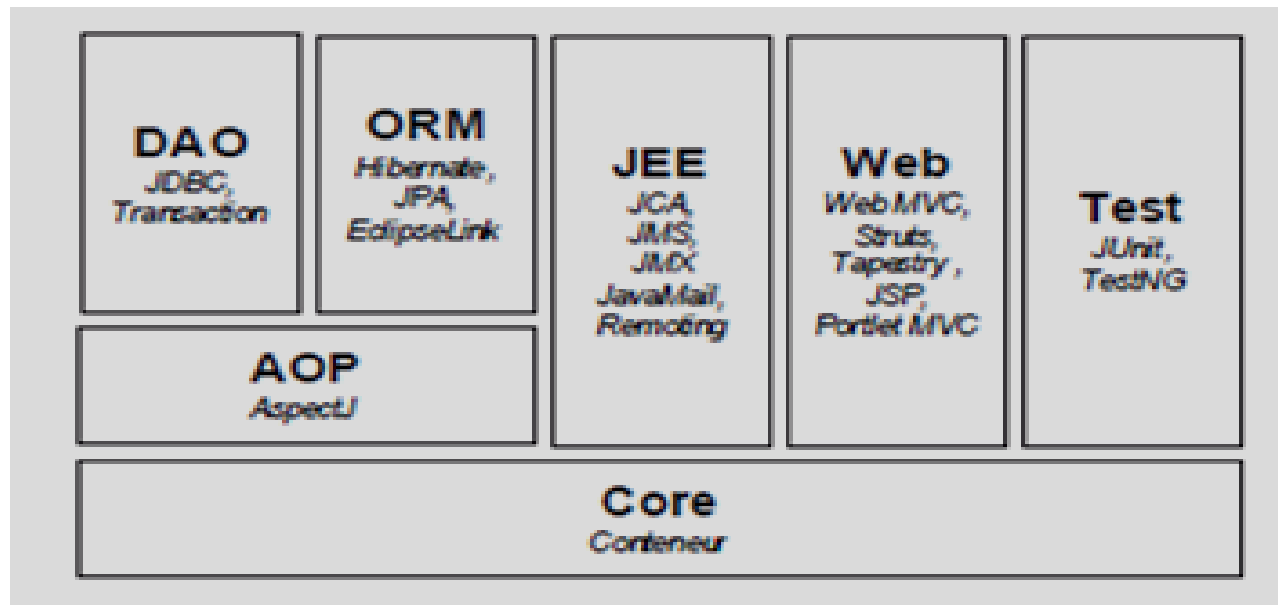 DAO
JDBC,
Transaction
ORM
Hibernate,
JPA,
EclipseLink
JEE
JCA,
JMS,
JMX
JavaMail,
Remoting
Web
Web MVC,
Struts,
Tapestry ,
JSP,
Portlet MVC
Test
JUnit,
TestNG
AOP
AspectJ
Core
Conteneur